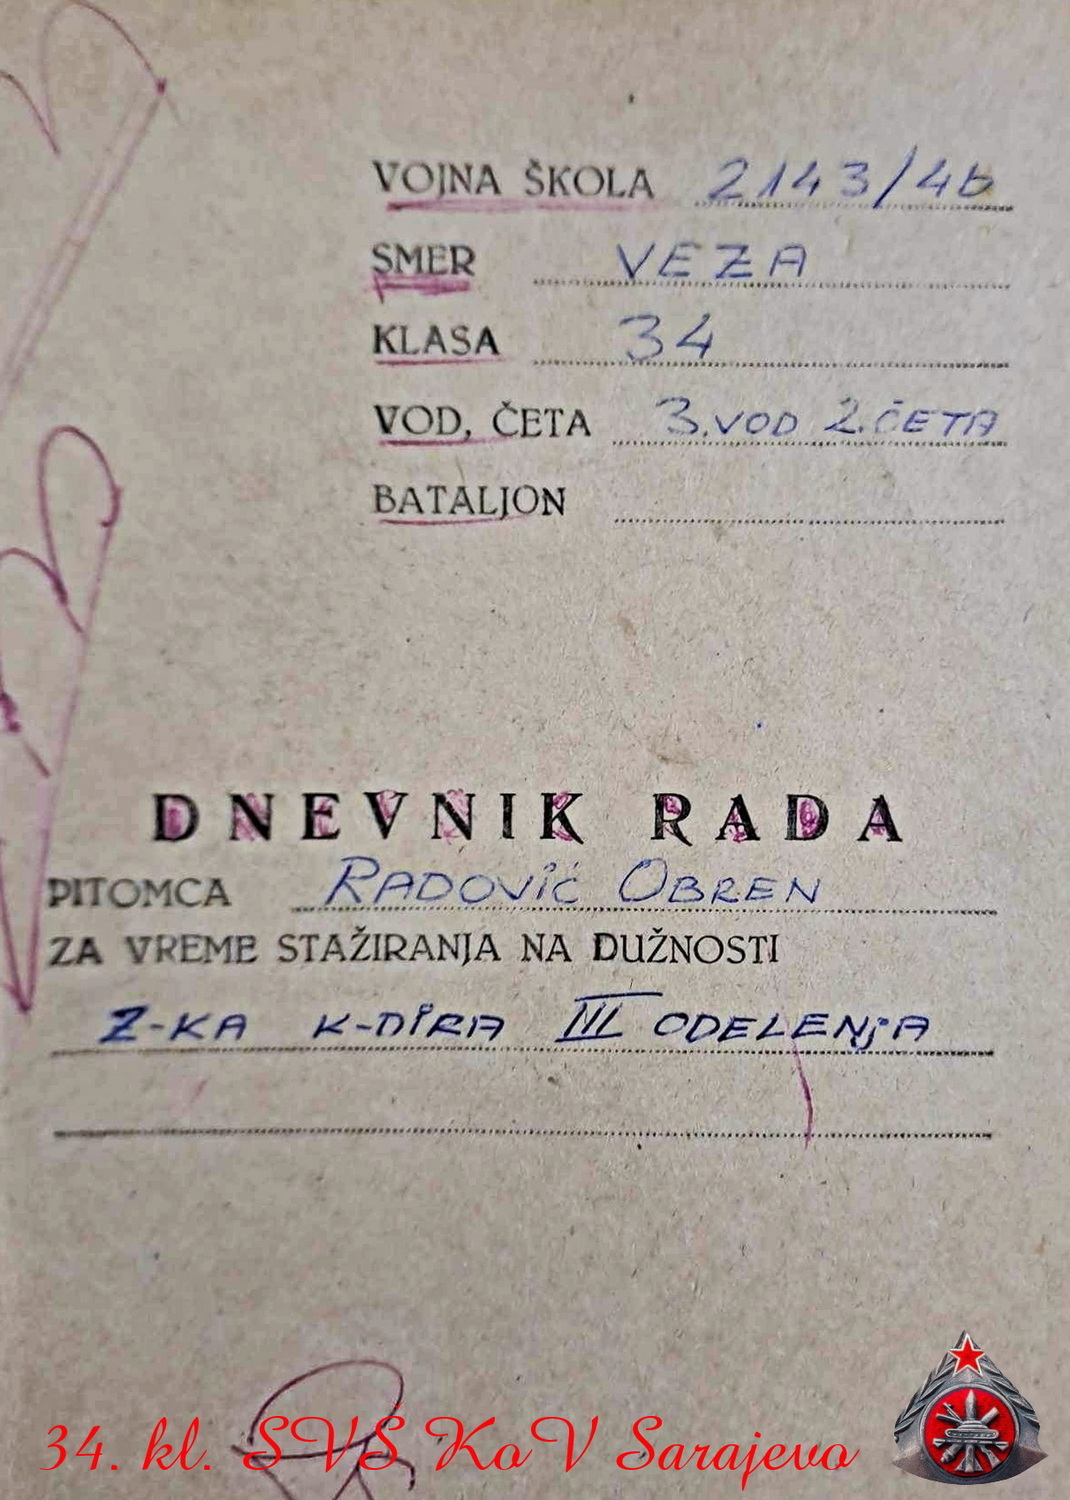 VOJNA ŠKOLA 2143/4b
SMER VEZA
KLASA 34
VOD, ČETA 3.VOD 2.ČETA
BATALJON
DNEVNIK RADA
PITOMCA RADOVIĆ OBREN
ZA VREME STAŽIRANJA NA DUŽNOSTI
Z-KA K-DIRA III ODELENjA
34. kl. SVŠ KoV Sarajevo